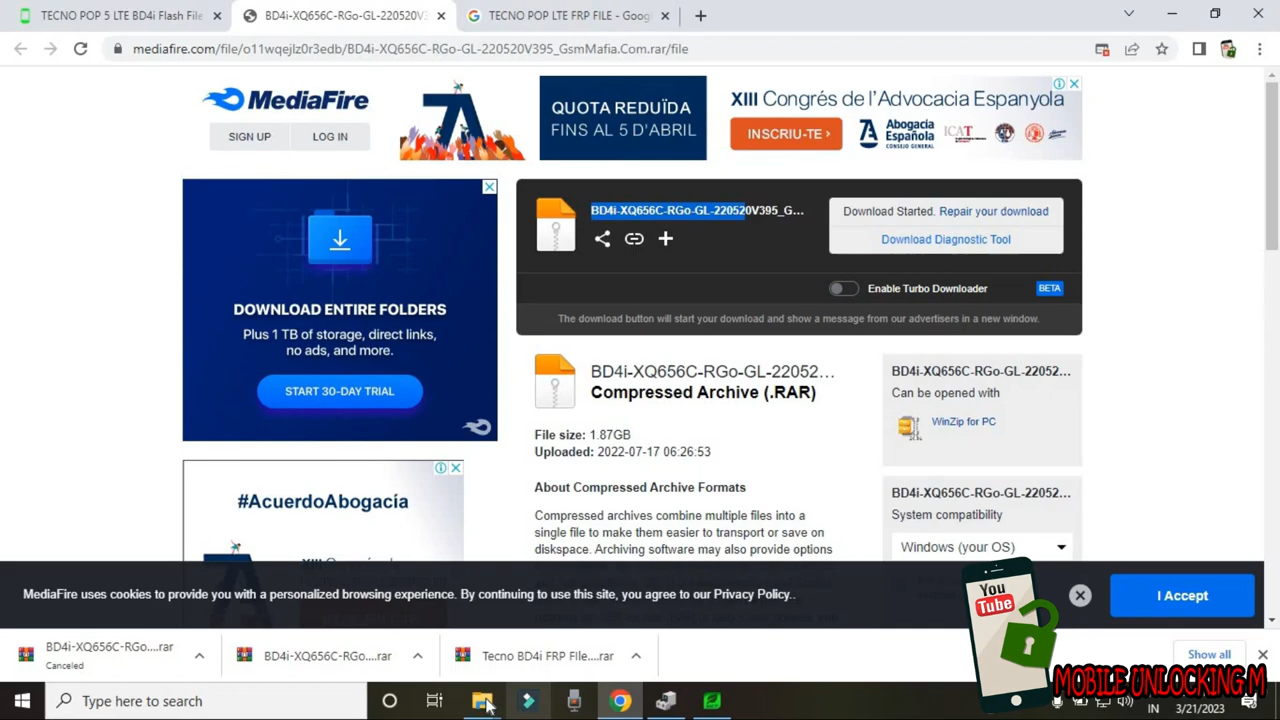 TECNO POP 5 LTE BD4i Flash File
BD4i-XQ656C-RGo-GL-220520V3
TECNO POP LTE FRP FILE - Goog
mediafire.com/file/o11wqejlz0r3edb/BD4i-XQ656C-RGo-GL-220520V395_GsmMafia.Com.rar/file
MediaFire
SIGN UP
LOG IN
QUOTA REDUÏDA
FINS AL 5 D'ABRIL
XIII Congrés de l'Advocacia Espanyola
INSCRIU-TE ›
Abogacía
Española
CONSEJO GENERAL
ICAT
DOWNLOAD ENTIRE FOLDERS
Plus 1 TB of storage, direct links,
no ads, and more.
START 30-DAY TRIAL
BD4i-XQ656C-RGo-GL-220520V395_G...
Download Started. Repair your download
Download Diagnostic Tool
Enable Turbo Downloader
BETA
The download button will start your download and show a message from our advertisers in a new window.
BD4i-XQ656C-RGo-GL-22052...
Compressed Archive (.RAR)
File size: 1.87GB
Uploaded: 2022-07-17 06:26:53
About Compressed Archive Formats
Compressed archives combine multiple files into a
single file to make them easier to transport or save on
diskspace. Archiving software may also provide options
BD4i-XQ656C-RGo-GL-22052...
Can be opened with
WinZip for PC
BD4i-XQ656C-RGo-GL-22052...
System compatibility
Windows (your OS)
#AcuerdoAbogacía
MediaFire uses cookies to provide you with a personalized browsing experience. By continuing to use this site, you agree to our Privacy Policy..
I Accept
You
Tube
BD4i-XQ656C-RGo....rar
Canceled
BD4i-XQ656C-RGo....rar
Tecno BD4i FRP File....rar
Show all
MOBILE UNLOCKING M
Type here to search
IN
3/21/2023